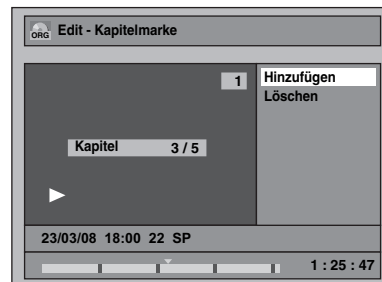 ORG Edit - Kapitelmarke
1
Hinzufügen
Löschen
Kapitel 3 / 5
23/03/08 18:00 22 SP
1 : 25 : 47